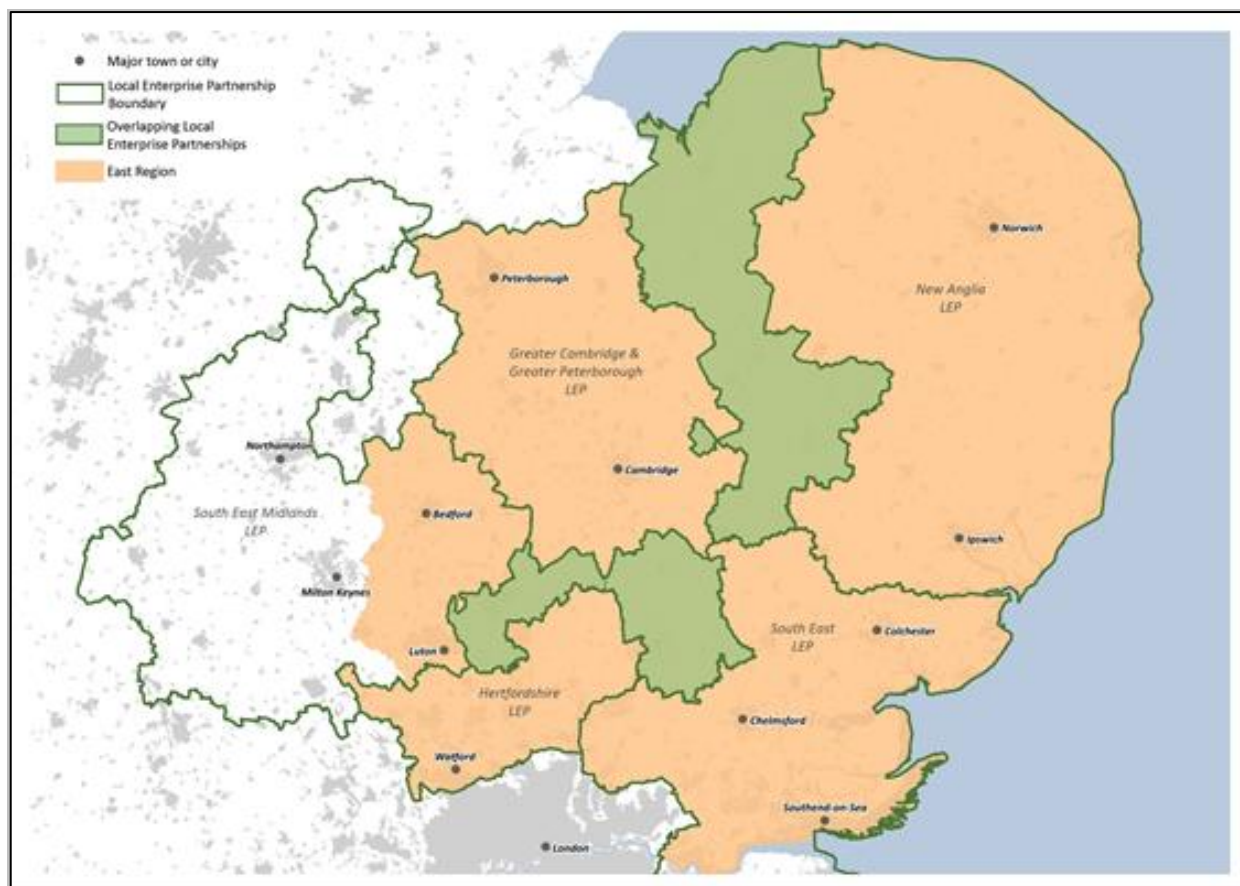 Major town or city
Local Enterprise Partnership
Boundary
Overlapping Local
Enterprise Partnerships
East Region
Norwich
Peterborough
New Anglia
LEP
Greater Cambridge &
Greater Peterborough
LEP
Northampton
Cambridge
South East Midlands
LEP
Bedford
Ipswich
Milton Keynes
Luton
South East
LEP
Colchester
Hertfordshire
LEP
Chelmsford
Watford
Southend-on-Sea
London